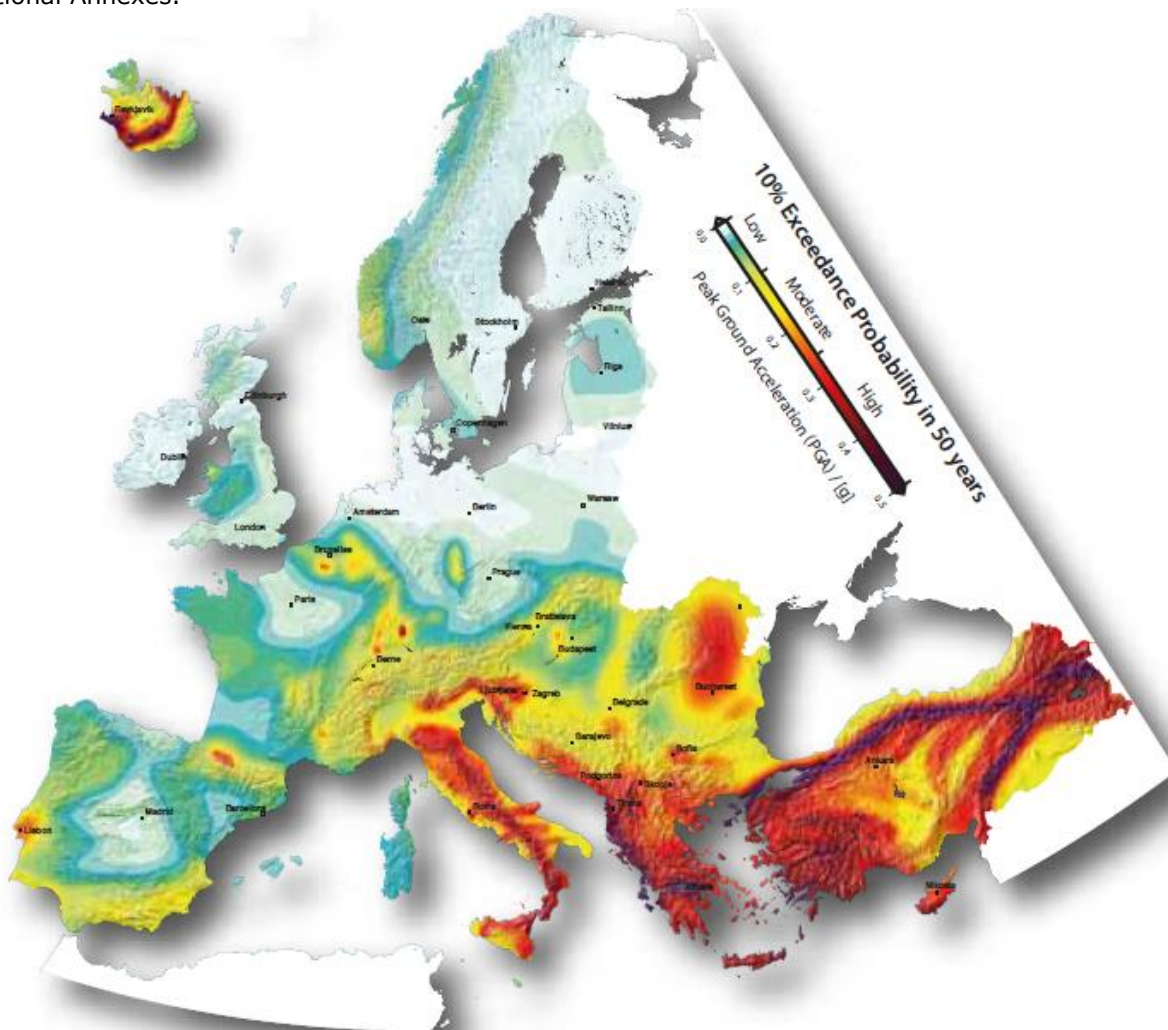 tional Annexes.
Reykjavik
10% Exceedance Probability in 50 years
Low
Moderate
High
0.0
0.1
0.2
0.3
0.4
0.5
Peak Ground Acceleration (PGA) / [g]
Helsinki
Tallinn
Oslo
Stockholm
Riga
Edinburgh
Copenhagen
Vilnius
Dublin
Amsterdam
Berlin
Warsaw
London
Bruxelles
Prague
Paris
Vienna
Bratislava
Budapest
Berne
Ljubljana
Zagreb
Bucharest
Belgrade
Sarajevo
Sofia
Podgorica
Skopje
Ankara
Madrid
Barcelona
Roma
Tirana
Lisbon
Athens
Nikosia